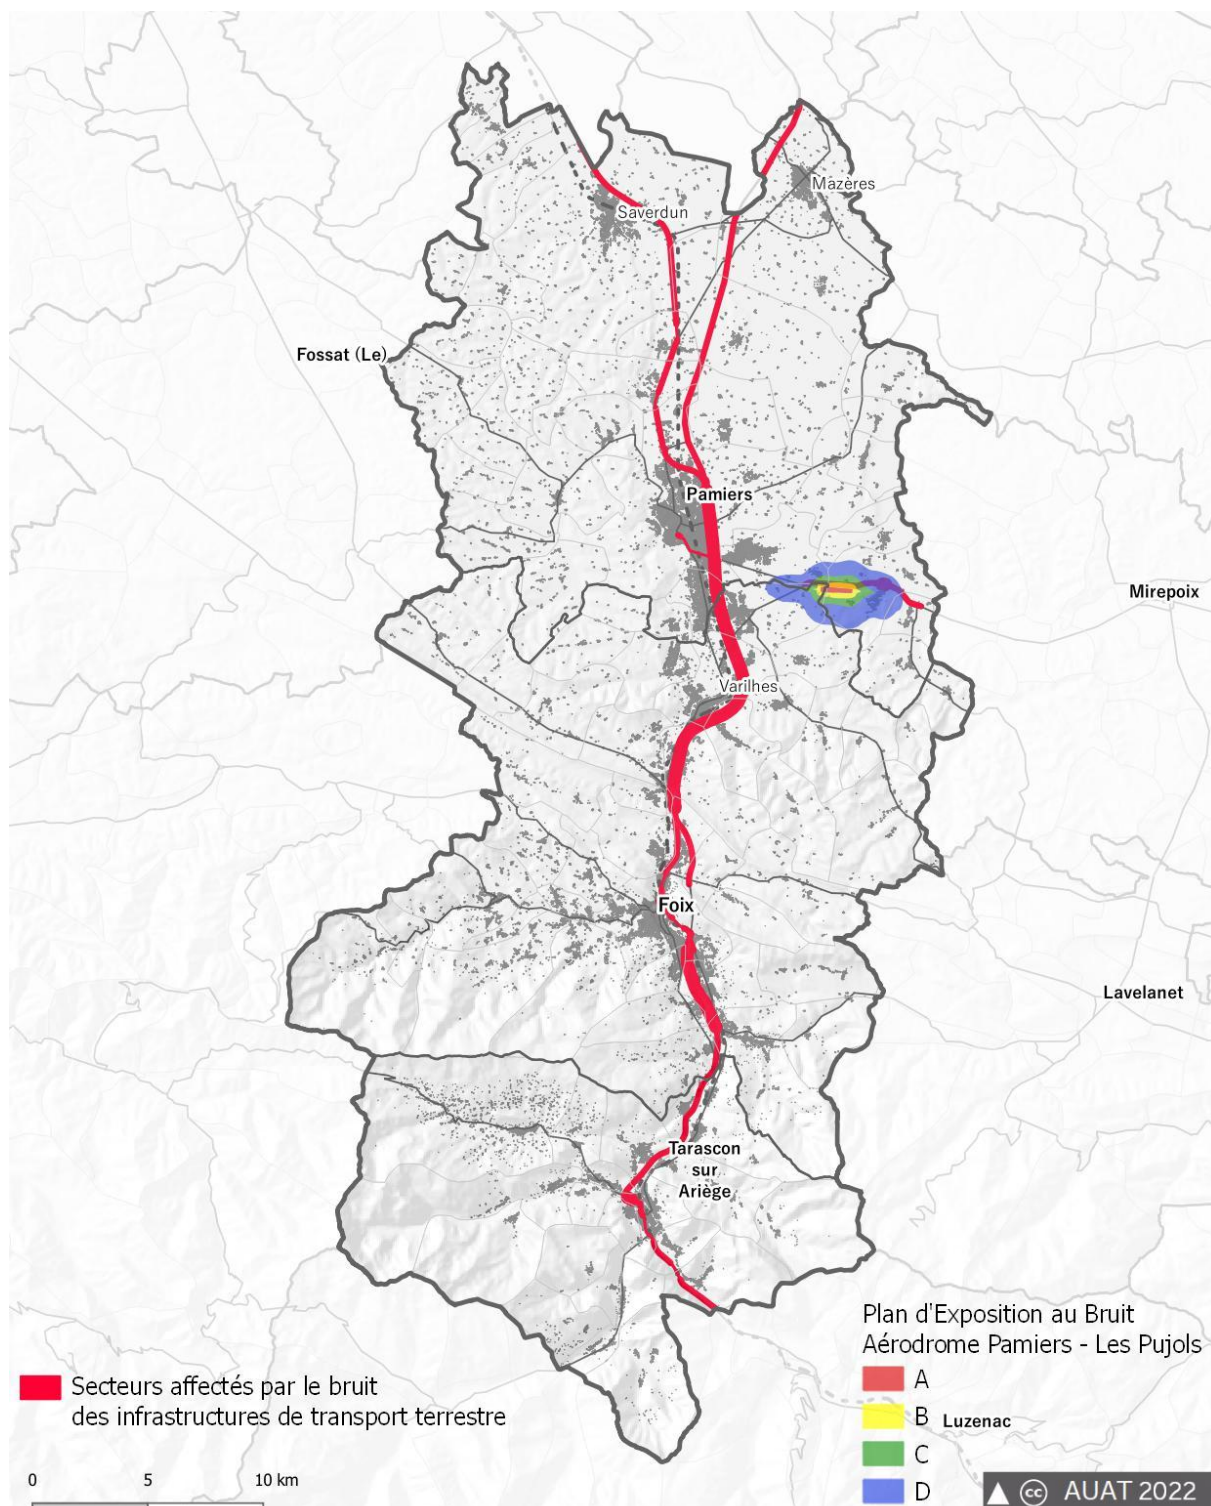 Mazères
Saverdun
Fossat (Le)
Pamiers
Mirepoix
Varilhes
Foix
Lavelanet
Tarascon
sur
Ariège
Plan d'Exposition au Bruit
Aérodrome Pamiers - Les Pujols
A
B
Luzenac
C
D
Secteurs affectés par le bruit
des infrastructures de transport terrestre
0 5 10 km
cc AUAT 2022